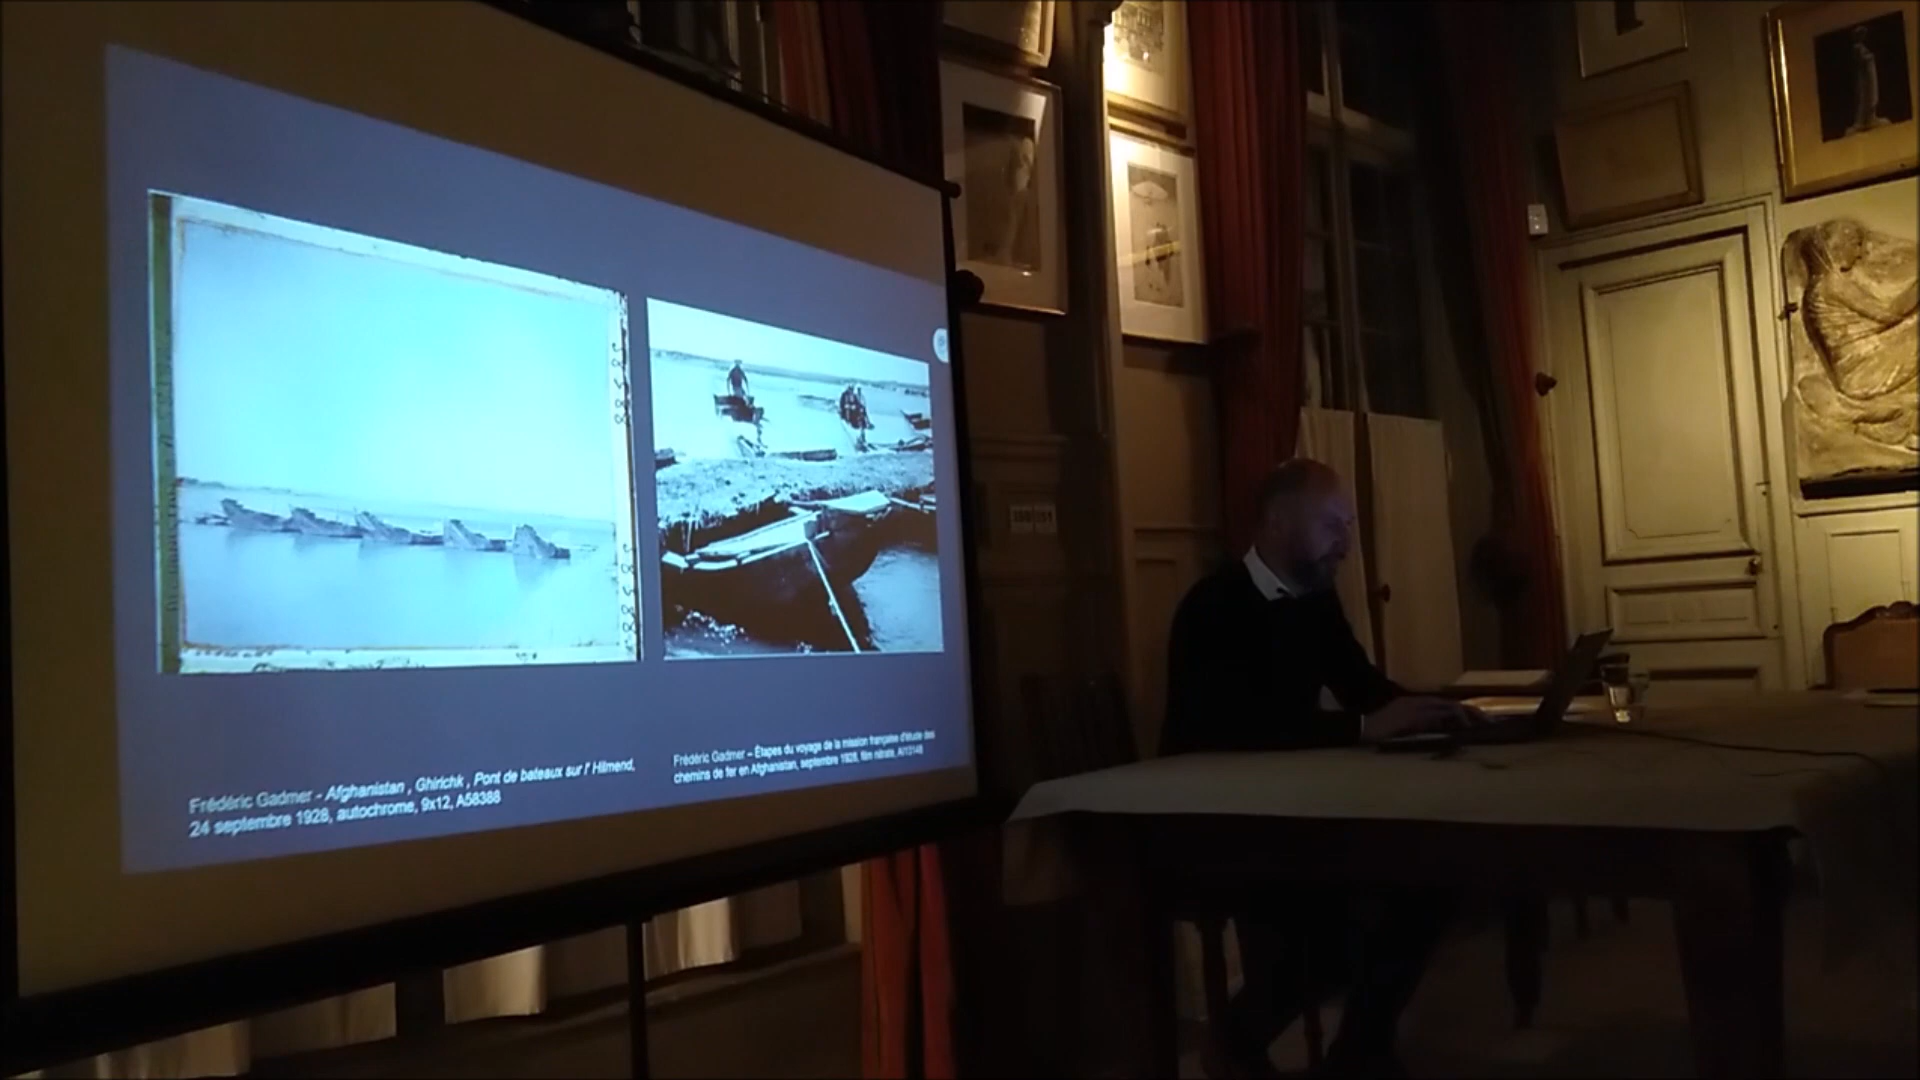 Frédéric Gadmer - Afghanistan , Ghirichk , Pont de bateaux sur l' Hilmend,
24 septembre 1928, autochrome, 9x12, A58388
Frédéric Gadmer – Étapes du voyage de la mission française d'étude des
chemins de fer en Afghanistan, septembre 1928, film nitrate,